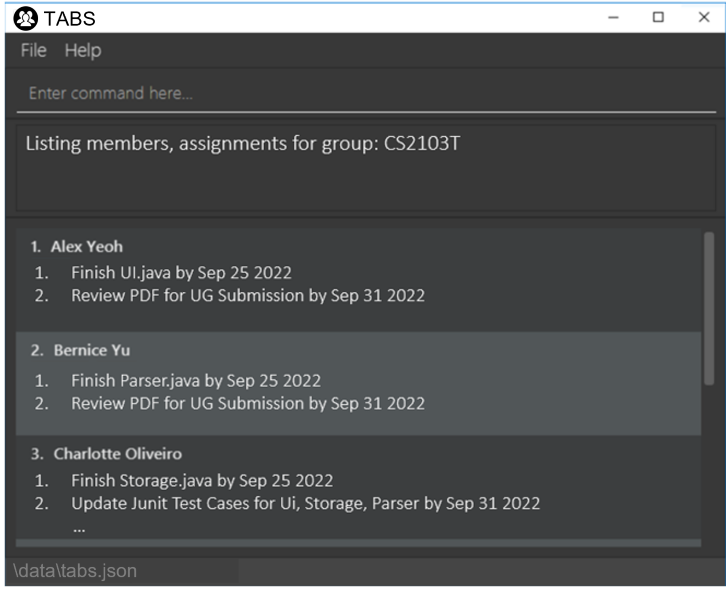 TABS
File Help
Enter command here...
Listing members, assignments for group: CS2103T
1. Alex Yeoh
1. Finish UI.java by Sep 25 2022
2. Review PDF for UG Submission by Sep 31 2022
2. Bernice Yu
1. Finish Parser.java by Sep 25 2022
2. Review PDF for UG Submission by Sep 31 2022
3. Charlotte Oliveiro
1. Finish Storage.java by Sep 25 2022
2. Update Junit Test Cases for Ui, Storage, Parser by Sep 31 2022
...
\data\tabs.json